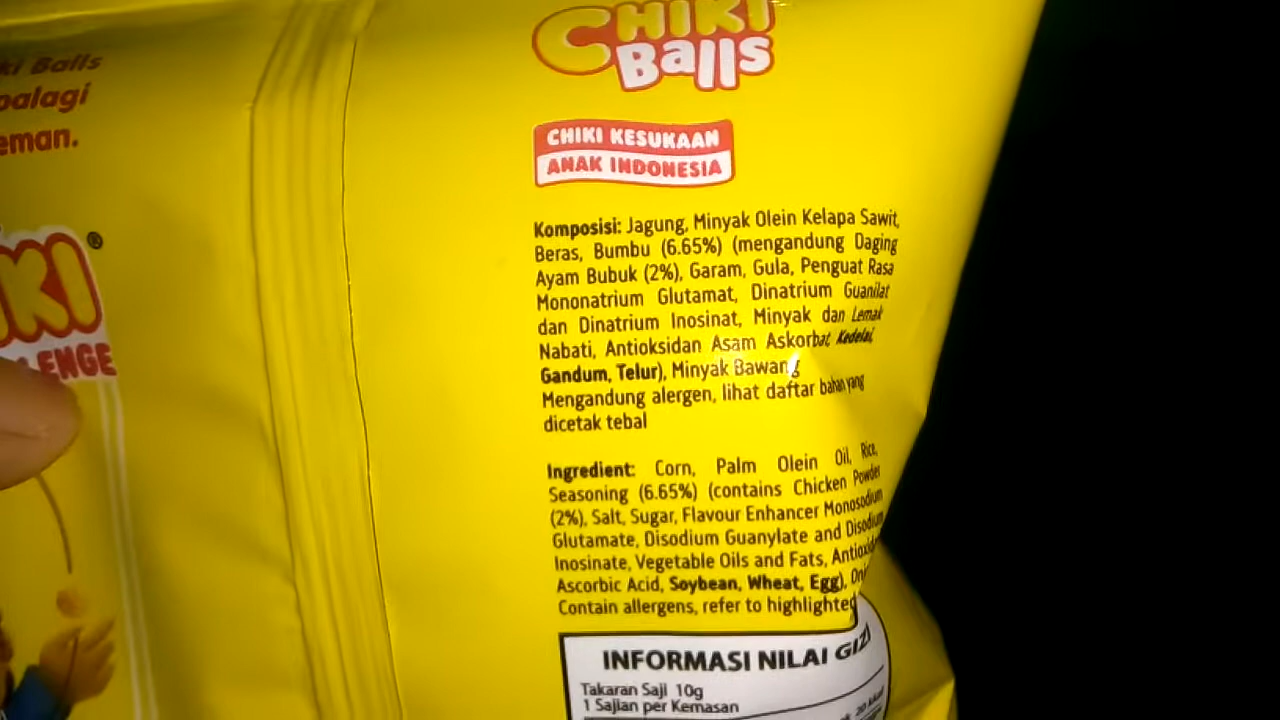 ki Balls
palagi
eman.
IKI®
LENGE
CHIKI
Balls
CHIKI KESUKAAN
ANAK INDONESIA
Komposisi: Jagung, Minyak Olein Kelapa Sawit,
Beras, Bumbu (6.65%) (mengandung Daging
Ayam Bubuk (2%), Garam, Gula, Penguat Rasa
Mononatrium Glutamat, Dinatrium Guanilat
dan Dinatrium Inosinat, Minyak dan Lemak
Nabati, Antioksidan Asam Askorbat, Kedelai,
Gandum, Telur), Minyak Bawang
Mengandung alergen, lihat daftar bahan yang
dicetak tebal
Ingredient: Corn, Palm Olein Oil, Rice,
Seasoning (6.65%) (contains Chicken Powder
(2%), Salt, Sugar, Flavour Enhancer Monosodium
Glutamate, Disodium Guanylate and Disodium
Inosinate, Vegetable Oils and Fats, Antioxid
Ascorbic Acid, Soybean, Wheat, Egg), Oni
Contain allergens, refer to highlighted
INFORMASI NILAI GIZI
Takaran Saji 10g
1 Sajian per Kemasan